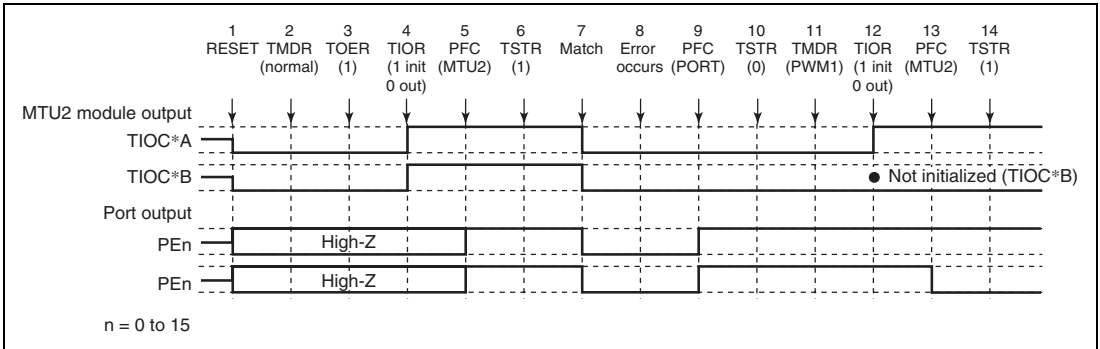 1 2 3 4 5 6 7 8 9 10 11 12 13 14
RESET TMDR TOER TIOR PFC TSTR Match Error PFC TSTR TMDR TIOR PFC TSTR
(normal) (1) (1 init (MTU2) (1) occurs (PORT) (0) (PWM1) (1 init (MTU2) (1)
0 out) 0 out)
MTU2 module output
TIOC*A
TIOC*B
● Not initialized (TIOC*B)
Port output
PEn
High-Z
PEn
High-Z
n = 0 to 15